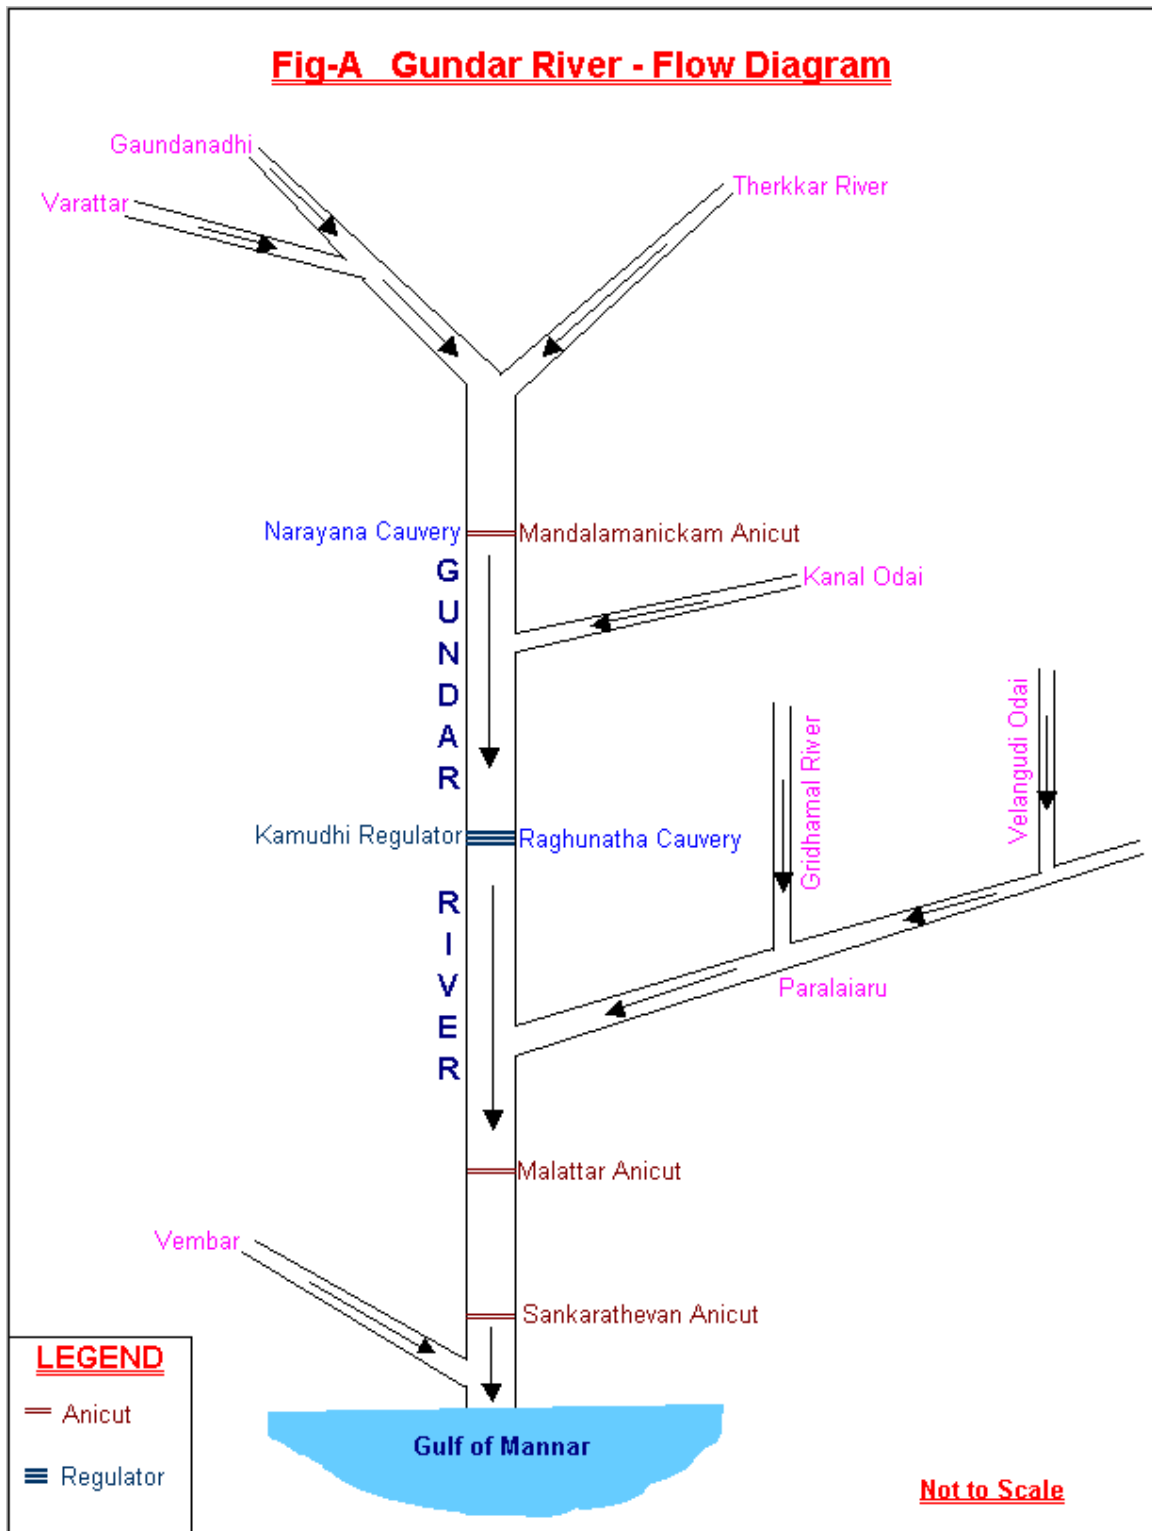 Fig-A Gundar River - Flow Diagram
Gaundanadhi
Therkkar River
Varattar
Narayana Cauvery
Mandalamanickam Anicut
GUNDAR RIVER
Kanal Odai
Velangudi Odai
Gridhamal River
Kamudhi Regulator
Raghunatha Cauvery
Paralaiaru
Malattar Anicut
Vembar
Sankarathevan Anicut
LEGEND
Anicut
Regulator
Gulf of Mannar
Not to Scale